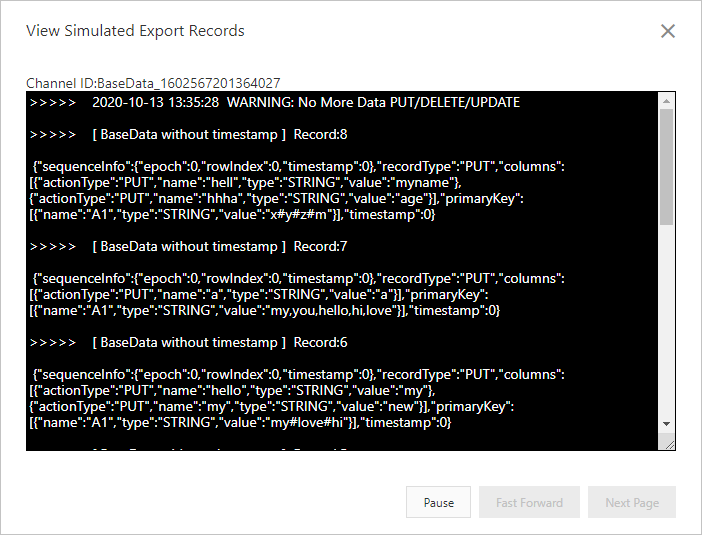 View Simulated Export Records
Channel ID:BaseData_1602567201364027
>>>>> 2020-10-13 13:35:28 WARNING: No More Data PUT/DELETE/UPDATE
>>>>> [ BaseData without timestamp ] Record:8
{"sequenceInfo":{"epoch":0,"rowIndex":0,"timestamp":0},"recordType":"PUT","columns":
[{"actionType":"PUT","name":"hell","type":"STRING","value":"myname"},
{"actionType":"PUT","name":"hhha","type":"STRING","value":"age"}],"primaryKey":
[{"name":"A1","type":"STRING","value":"x#y#z#m"}],"timestamp":0}
>>>>> [ BaseData without timestamp ] Record:7
{"sequenceInfo":{"epoch":0,"rowIndex":0,"timestamp":0},"recordType":"PUT","columns":
[{"actionType":"PUT","name":"a","type":"STRING","value":"a"}],"primaryKey":
[{"name":"A1","type":"STRING","value":"my,you,hello,hi,love"}],"timestamp":0}
>>>>> [ BaseData without timestamp ] Record:6
{"sequenceInfo":{"epoch":0,"rowIndex":0,"timestamp":0},"recordType":"PUT","columns":
[{"actionType":"PUT","name":"hello","type":"STRING","value":"my"},
{"actionType":"PUT","name":"my","type":"STRING","value":"new"}],"primaryKey":
[{"name":"A1","type":"STRING","value":"my#love#hi"}],"timestamp":0}
Pause
Fast Forward
Next Page